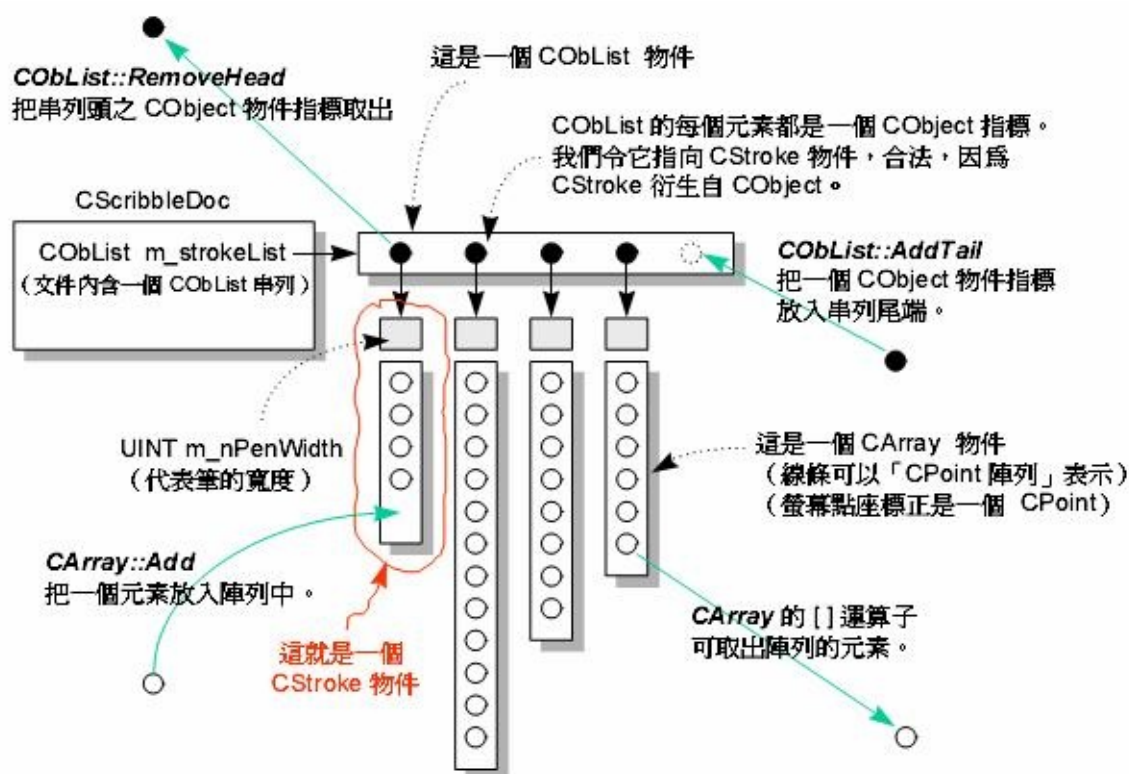 這是一個 CObList 物件
CObList::RemoveHead
把串列頭之 CObject 物件指標取出
CObList 的每個元素都是一個 CObject 指標。
我們令它指向 CStroke 物件，合法，因爲
CStroke 衍生自 CObject。
CScribbleDoc
CObList m_strokeList
（文件內含一個 CObList 串列）
CObList::AddTail
把一個 CObject 物件指標
放入串列尾端。
UINT m_nPenWidth
（代表筆的寬度）
這是一個 CArray 物件
（線條可以「CPoint 陣列」表示）
（螢幕點座標正是一個 CPoint）
CArray::Add
把一個元素放入陣列中。
CArray 的 [ ] 運算子
可取出陣列的元素。
這就是一個
CStroke 物件